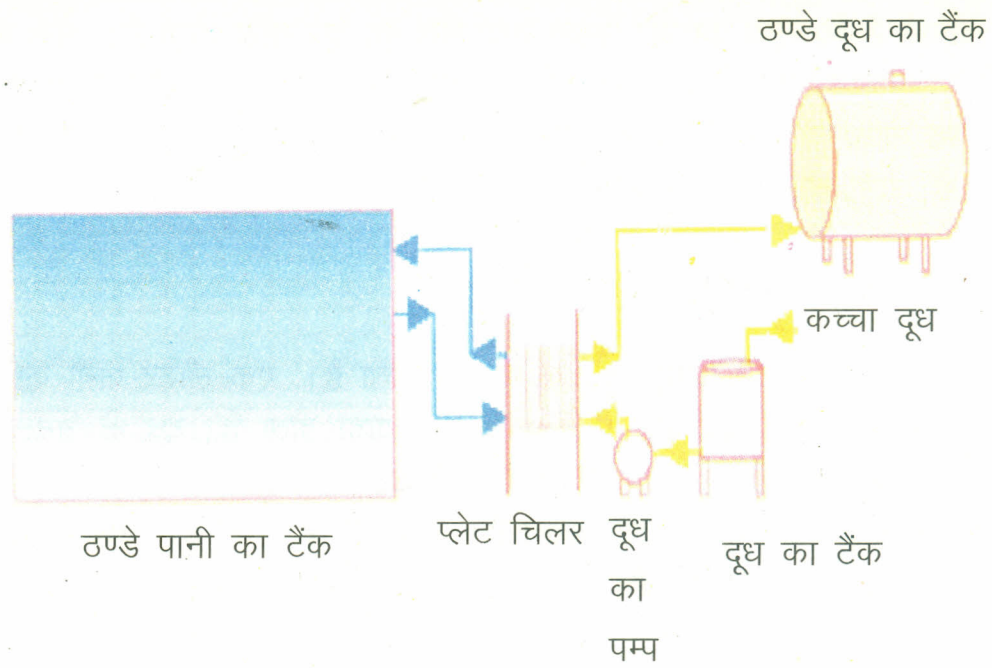 ठण्डे दूध का टैंक
कच्चा दूध
ठण्डे पानी का टैंक
प्लेट चिलर
दूध
का
पम्प
दूध का टैंक